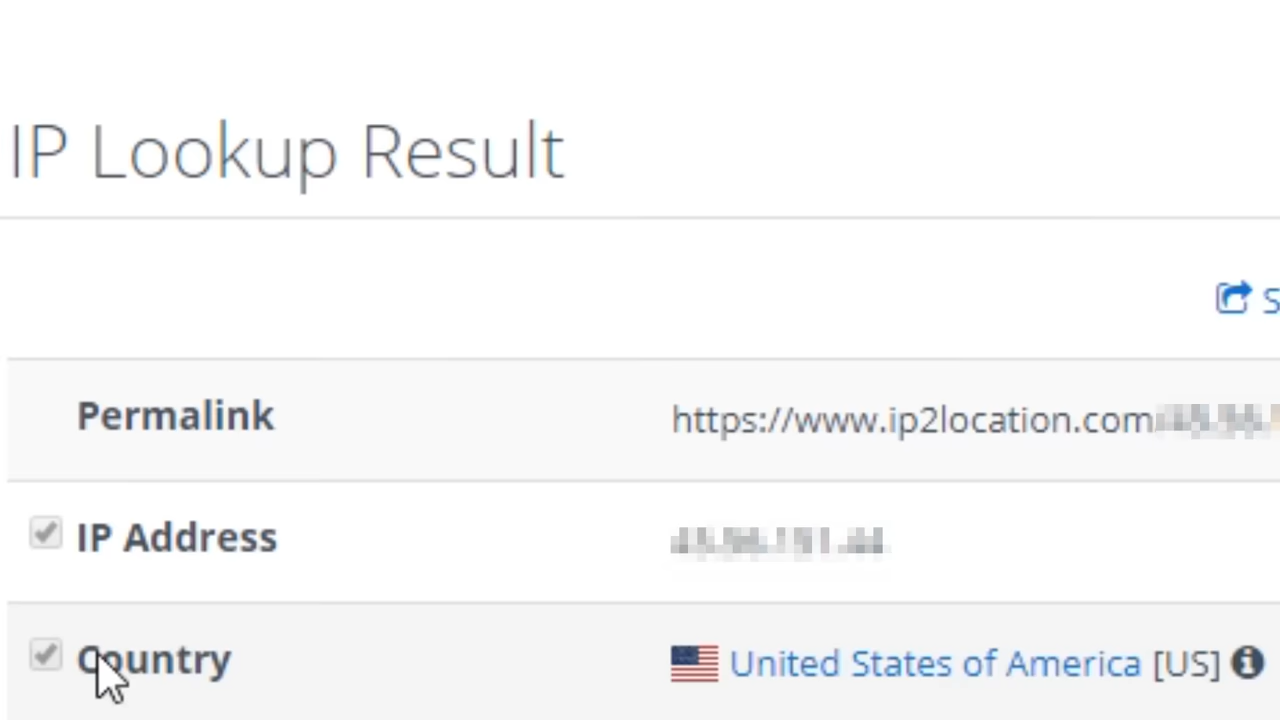 IP Lookup Result
S
Permalink
https://www.ip2location.com
IP Address
Country
United States of America [US]